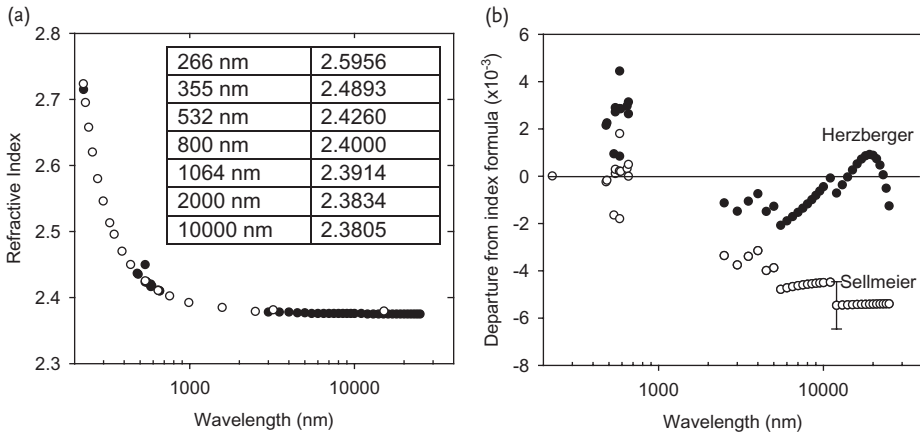 (a)
2.8
2.7
2.6
2.5
2.4
2.3
Refractive Index
266 nm 2.5956
355 nm 2.4893
532 nm 2.4260
800 nm 2.4000
1064 nm 2.3914
2000 nm 2.3834
10000 nm 2.3805
1000 10000
Wavelength (nm)
(b)
6
4
2
0
-2
-4
-6
-8
Departure from index formula (x10⁻³)
Herzberger
Sellmeier
1000 10000
Wavelength (nm)